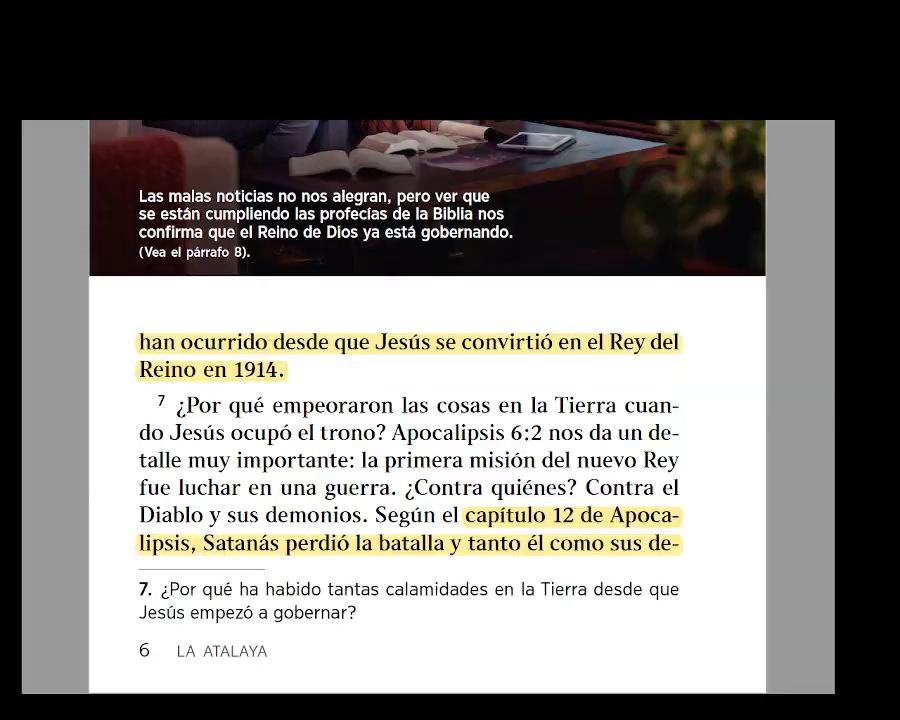 Las malas noticias no nos alegran, pero ver que
se están cumpliendo las profecías de la Biblia nos
confirma que el Reino de Dios ya está gobernando.
(Vea el párrafo 8).
han ocurrido desde que Jesús se convirtió en el Rey del
Reino en 1914.
7 ¿Por qué empeoraron las cosas en la Tierra cuan-
do Jesús ocupó el trono? Apocalipsis 6:2 nos da un de-
talle muy importante: la primera misión del nuevo Rey
fue luchar en una guerra. ¿Contra quiénes? Contra el
Diablo y sus demonios. Según el capítulo 12 de Apoca-
lipsis, Satanás perdió la batalla y tanto él como sus de-
7. ¿Por qué ha habido tantas calamidades en la Tierra desde que
Jesús empezó a gobernar?
6 LA ATALAYA